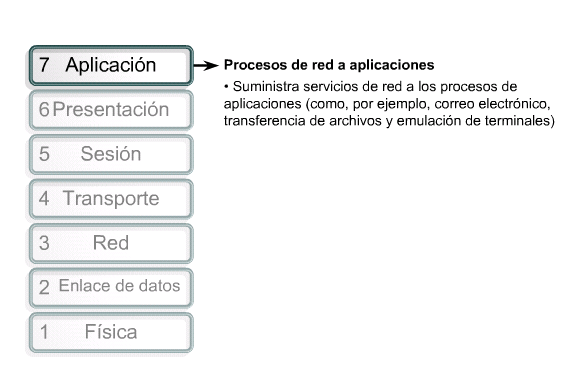 7 Aplicación
Procesos de red a aplicaciones
• Suministra servicios de red a los procesos de
aplicaciones (como, por ejemplo, correo electrónico,
transferencia de archivos y emulación de terminales)
6 Presentación
5 Sesión
4 Transporte
3 Red
2 Enlace de datos
1 Física